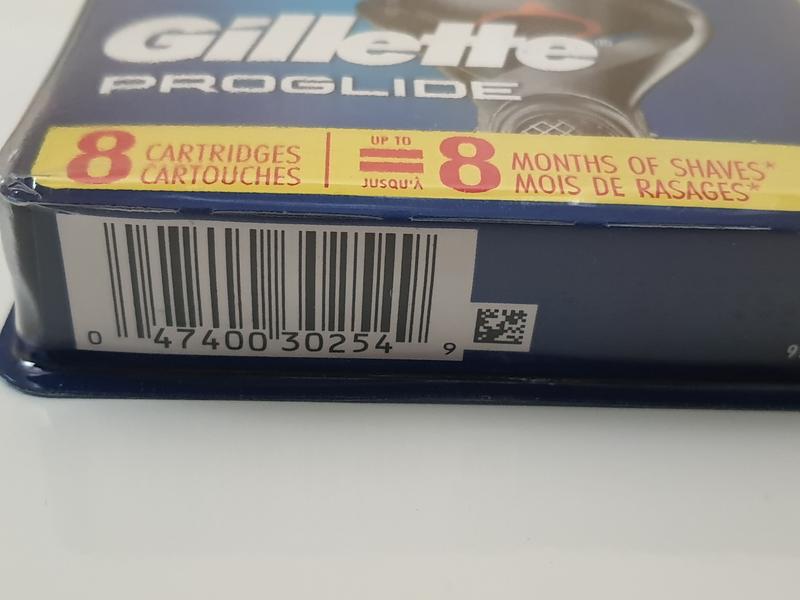 Gillette
PROGLIDE
8 CARTRIDGES CARTOUCHES | UP TO = JUSQU'À 8 MONTHS OF SHAVES* MOIS DE RASAGES*
0 47400 30254 9